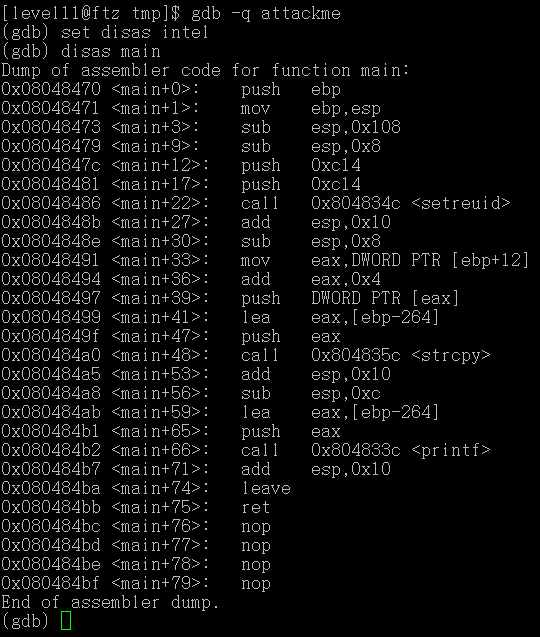 [level11@ftz tmp]$ gdb -q attackme
(gdb) set disas intel
(gdb) disas main
Dump of assembler code for function main:
0x08048470 <main+0>:    push   ebp
0x08048471 <main+1>:    mov    ebp,esp
0x08048473 <main+3>:    sub    esp,0x108
0x08048479 <main+9>:    sub    esp,0x8
0x0804847c <main+12>:   push   0xc14
0x08048481 <main+17>:   push   0xc14
0x08048486 <main+22>:   call   0x804834c <setreuid>
0x0804848b <main+27>:   add    esp,0x10
0x0804848e <main+30>:   sub    esp,0x8
0x08048491 <main+33>:   mov    eax,DWORD PTR [ebp+12]
0x08048494 <main+36>:   add    eax,0x4
0x08048497 <main+39>:   push   DWORD PTR [eax]
0x08048499 <main+41>:   lea    eax,[ebp-264]
0x0804849f <main+47>:   push   eax
0x080484a0 <main+48>:   call   0x804835c <strcpy>
0x080484a5 <main+53>:   add    esp,0x10
0x080484a8 <main+56>:   sub    esp,0xc
0x080484ab <main+59>:   lea    eax,[ebp-264]
0x080484b1 <main+65>:   push   eax
0x080484b2 <main+66>:   call   0x804833c <printf>
0x080484b7 <main+71>:   add    esp,0x10
0x080484ba <main+74>:   leave
0x080484bb <main+75>:   ret
0x080484bc <main+76>:   nop
0x080484bd <main+77>:   nop
0x080484be <main+78>:   nop
0x080484bf <main+79>:   nop
End of assembler dump.
(gdb)